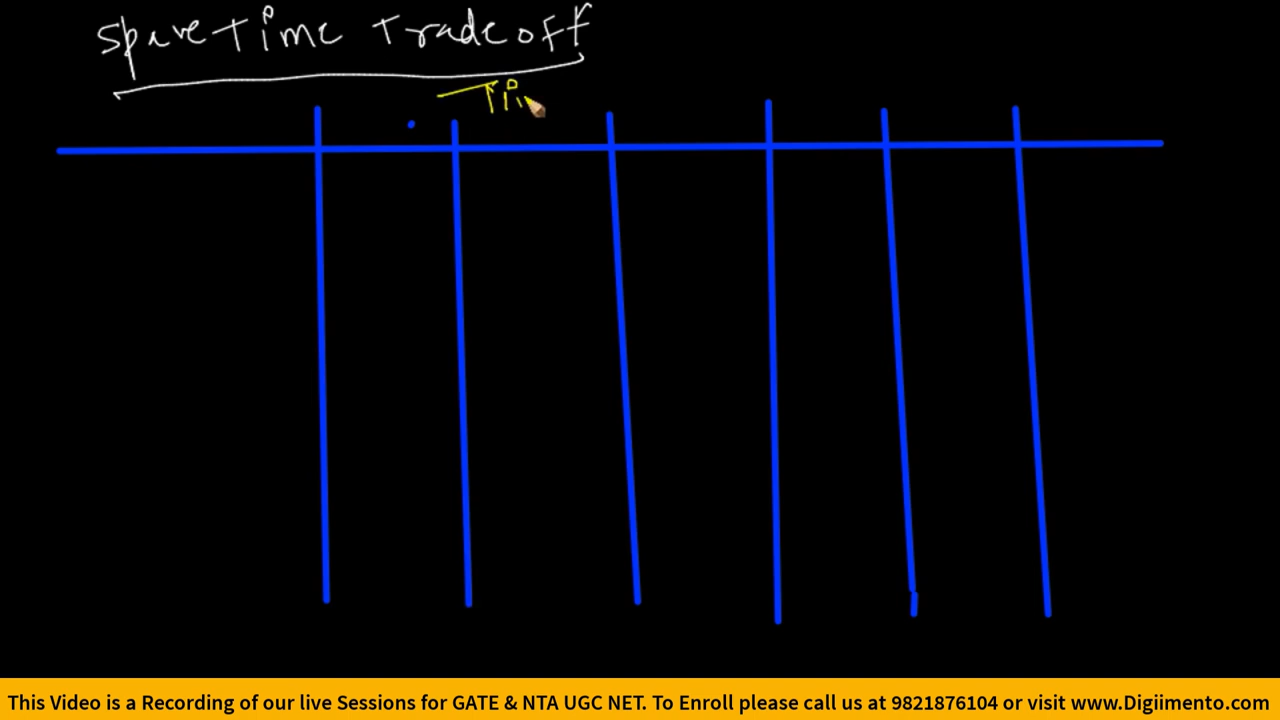 Space Time Tradeoff
Tim
This Video is a Recording of our live Sessions for GATE & NTA UGC NET. To Enroll please call us at 9821876104 or visit www.Digiimento.com